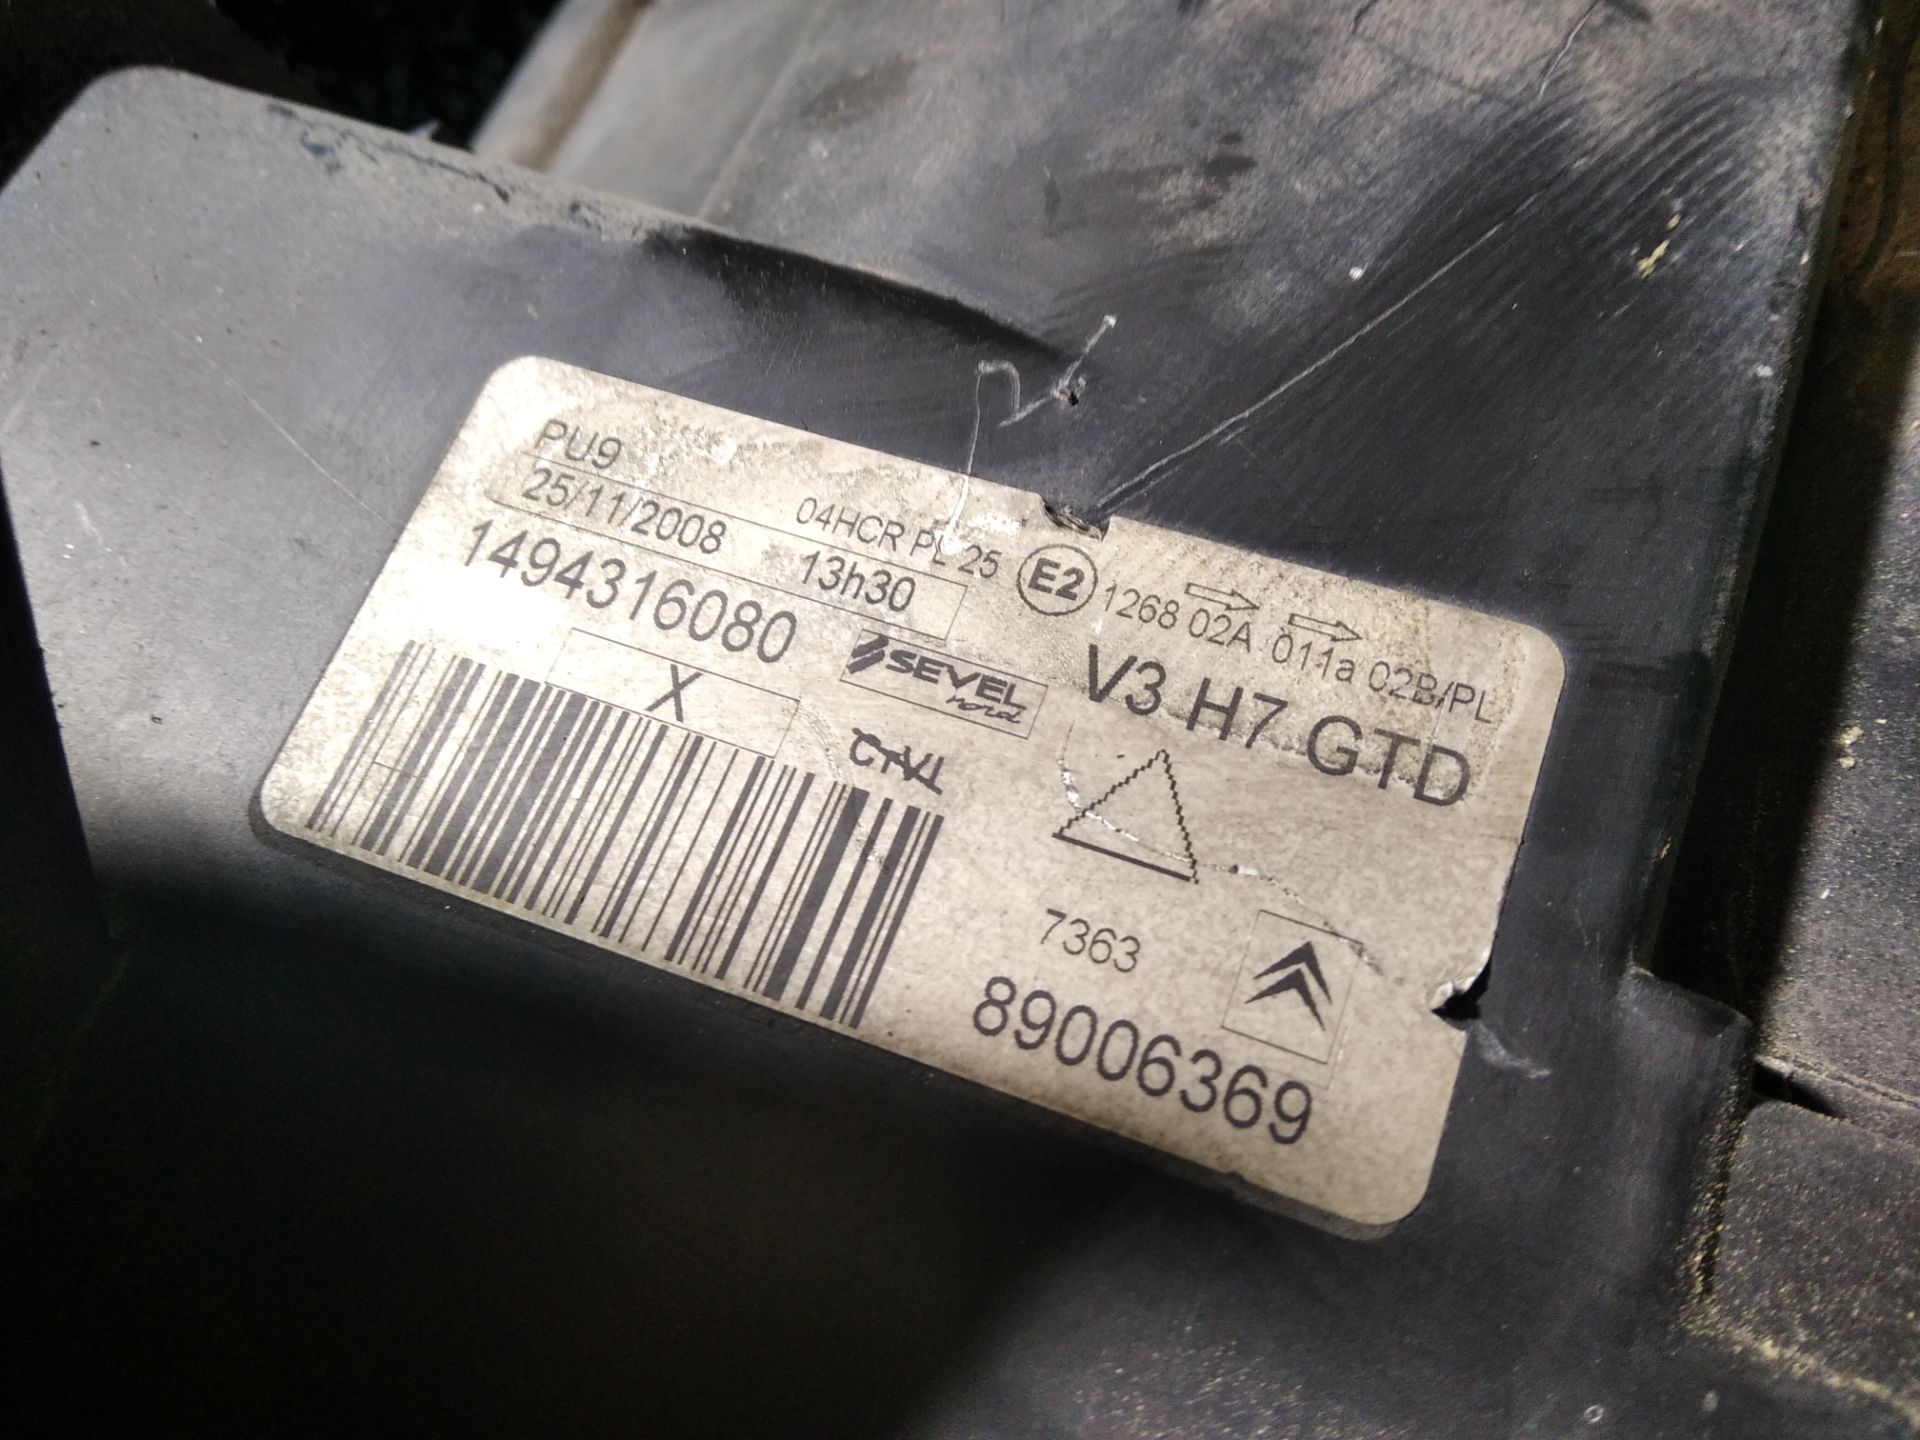 PU9
04HCR PL 25 E2 1268 02A 011a 02B/PL
25/11/2008 13h30
1494316080
SEVEL
nord
V3 H7 GTD
X
7363
89006369